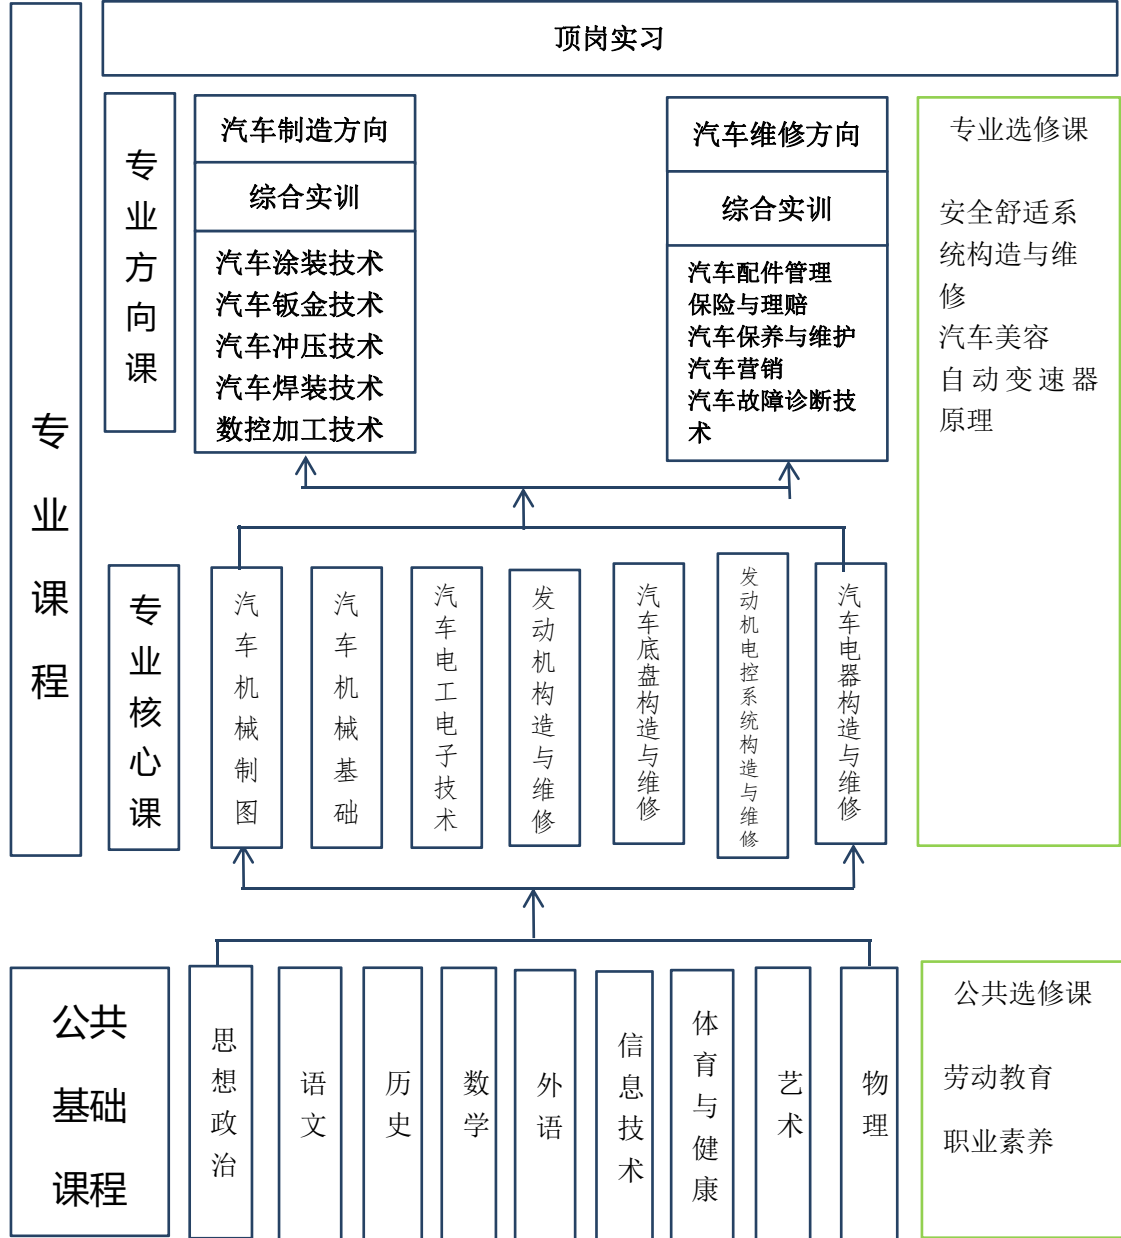 顶岗实习
专业课程
专业方向课
汽车制造方向
综合实训
汽车涂装技术
汽车钣金技术
汽车冲压技术
汽车焊装技术
数控加工技术
汽车维修方向
综合实训
汽车配件管理
保险与理赔
汽车保养与维护
汽车营销
汽车故障诊断技
术
专业选修课
安全舒适系
统构造与维
修
汽车美容
自动变速器
原理
专业核心课
汽车机械制图
汽车机械基础
汽车电工电子技术
发动机构造与维修
汽车底盘构造与维修
发动机电控系统构造与维修
汽车电器构造与维修
公共
基础
课程
思想政治
语文
历史
数学
外语
信息技术
体育与健康
艺术
物理
公共选修课
劳动教育
职业素养